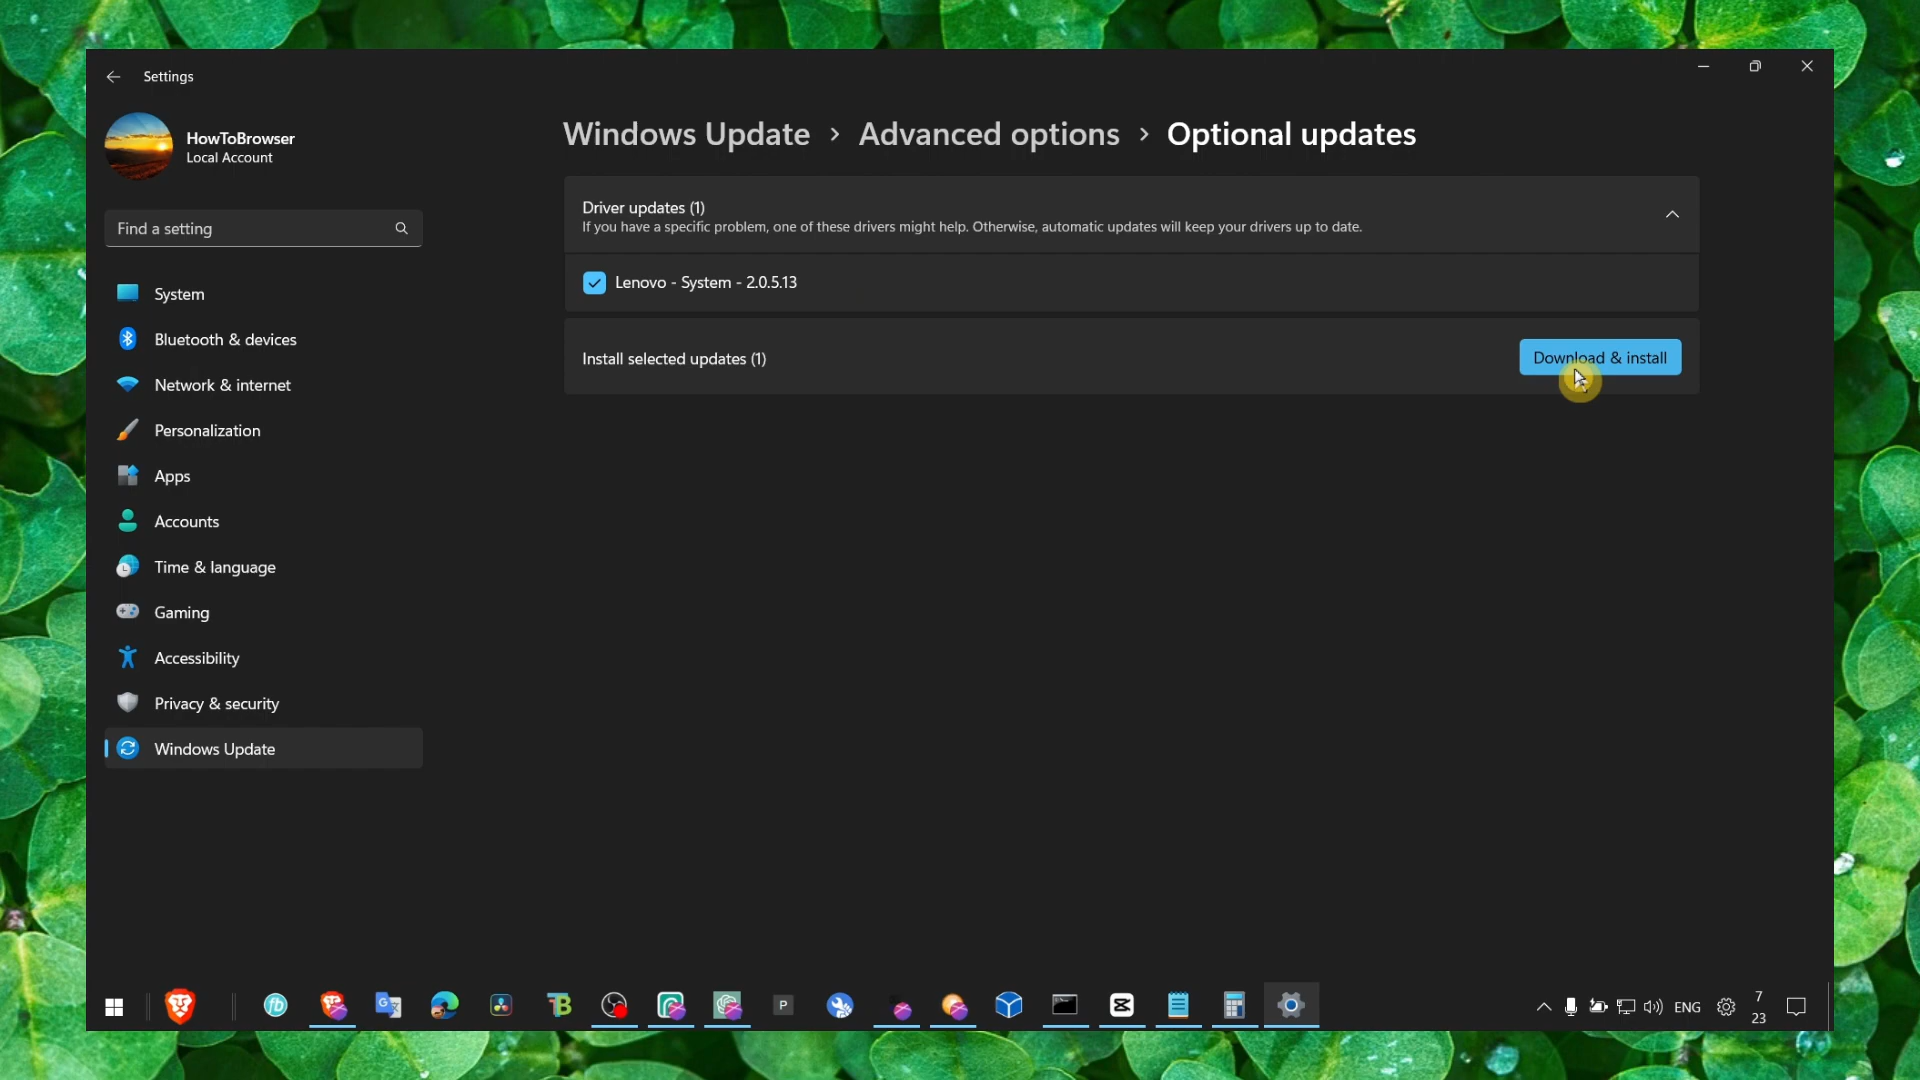 Settings
HowToBrowser
Local Account
Find a setting
System
Bluetooth & devices
Network & internet
Personalization
Apps
Accounts
Time & language
Gaming
Accessibility
Privacy & security
Windows Update
Windows Update > Advanced options > Optional updates
Driver updates (1)
If you have a specific problem, one of these drivers might help. Otherwise, automatic updates will keep your drivers up to date.
Lenovo - System - 2.0.5.13
Install selected updates (1)
Download & install
fb
G
TB
P
ENG
7
23